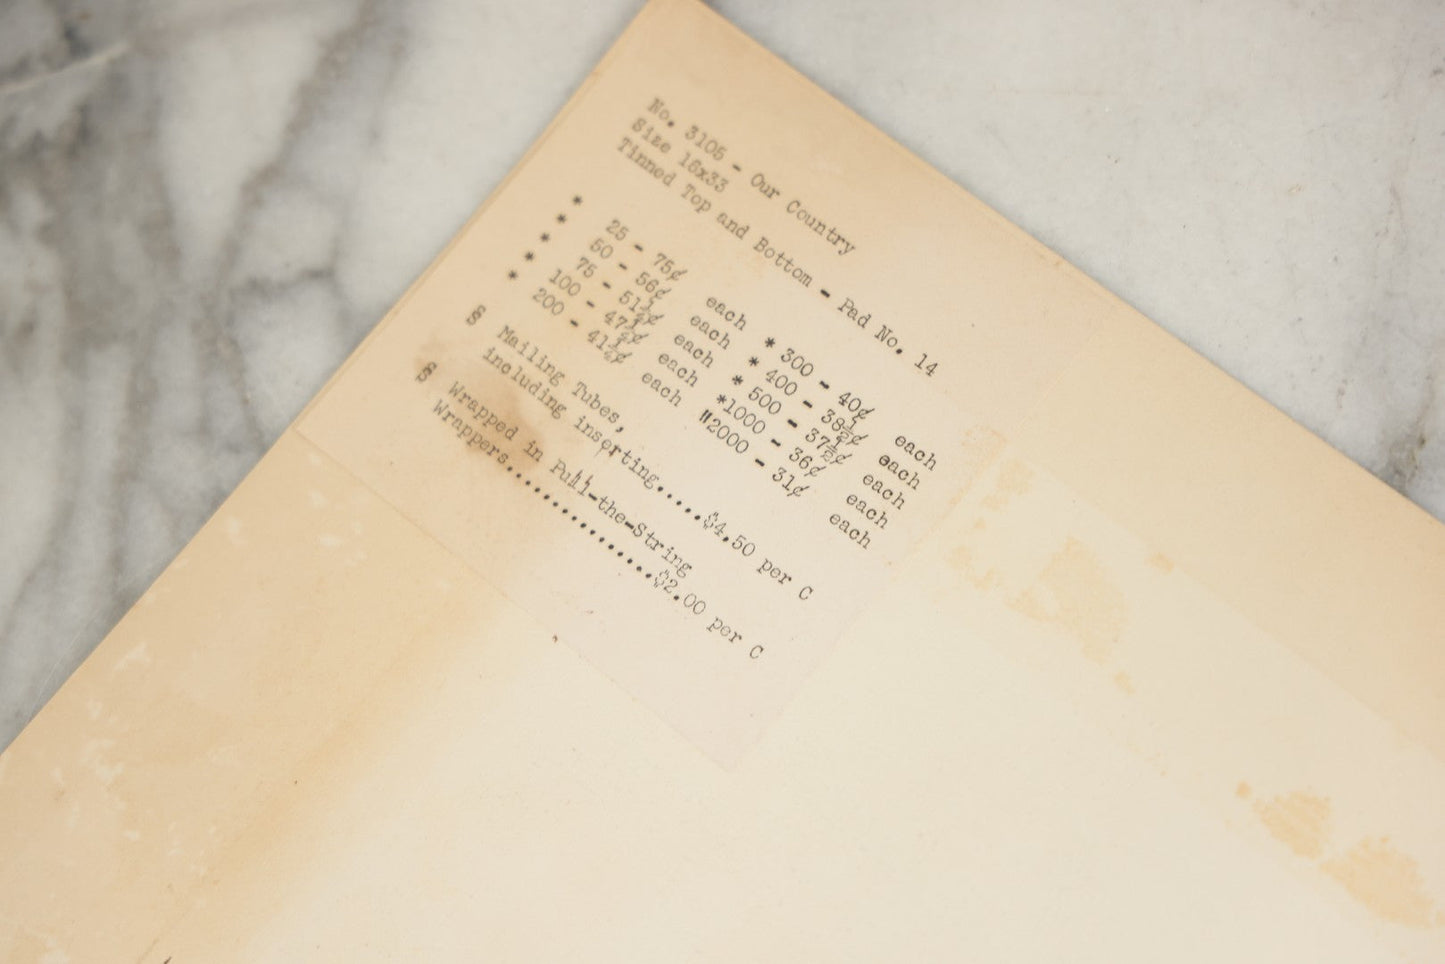 No. 3105 - Our Country
Size 16x33
Tinned Top and Bottom - Pad No. 14
* 25 - 75¢ each * 300 - 40¢ each
* 50 - 56¢ each * 400 - 38½¢ each
* 75 - 51¼¢ each * 500 - 37½¢ each
* 100 - 47¼¢ each *1000 - 36¢ each
* 200 - 41¼¢ each "2000 - 31¢ each
§ Mailing Tubes,
including inserting.....$4.50 per C
§ Wrapped in Pull-the-String
Wrappers..................$2.00 per C